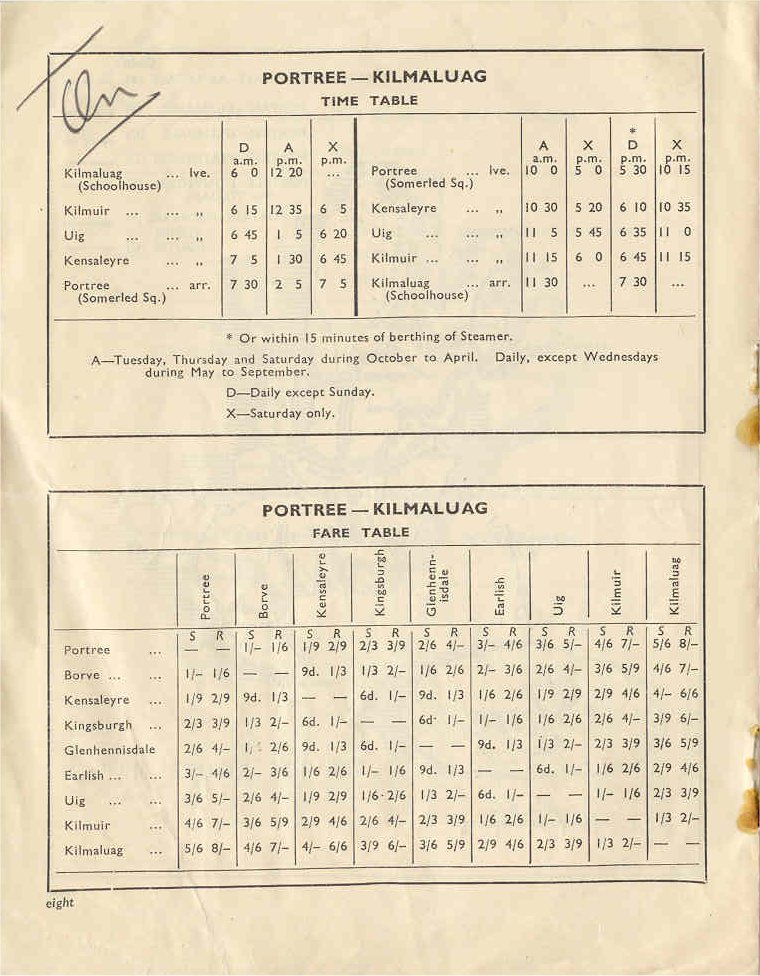 PORTREE — KILMALUAG
TIME TABLE
D A X
a.m. p.m. p.m.
Kilmaluag ... lve. 6 0 12 20 ...
(Schoolhouse)
Kilmuir ... ... ,, 6 15 12 35 6 5
Uig ... ... ,, 6 45 1 5 6 20
Kensaleyre ... ,, 7 5 1 30 6 45
Portree ... arr. 7 30 2 5 7 5
(Somerled Sq.)
*
A X D X
a.m. p.m. p.m. p.m.
Portree ... lve. 10 0 5 0 5 30 10 15
(Somerled Sq.)
Kensaleyre ... ,, 10 30 5 20 6 10 10 35
Uig ... ... ,, 11 5 5 45 6 35 11 0
Kilmuir ... ... ,, 11 15 6 0 6 45 11 15
Kilmaluag ... arr. 11 30 ... 7 30 ...
(Schoolhouse)
* Or within 15 minutes of berthing of Steamer.
A—Tuesday, Thursday and Saturday during October to April. Daily, except Wednesdays
during May to September.
D—Daily except Sunday.
X—Saturday only.
PORTREE — KILMALUAG
FARE TABLE
Portree Borve Kensaleyre Kingsburgh Glenhenn-isdale Earlish Uig Kilmuir Kilmaluag
S R S R S R S R S R S R S R S R S R
Portree ... — — 1/- 1/6 1/9 2/9 2/3 3/9 2/6 4/- 3/- 4/6 3/6 5/- 4/6 7/- 5/6 8/-
Borve ... ... 1/- 1/6 — — 9d. 1/3 1/3 2/- 1/6 2/6 2/- 3/6 2/6 4/- 3/6 5/9 4/6 7/-
Kensaleyre ... 1/9 2/9 9d. 1/3 — — 6d. 1/- 9d. 1/3 1/6 2/6 1/9 2/9 2/9 4/6 4/- 6/6
Kingsburgh ... 2/3 3/9 1/3 2/- 6d. 1/- — — 6d. 1/- 1/- 1/6 1/6 2/6 2/6 4/- 3/9 6/-
Glenhennisdale 2/6 4/- 2/6 9d. 1/3 6d. 1/- — — 9d. 1/3 1/3 2/- 2/3 3/9 3/6 5/9
Earlish ... ... 3/- 4/6 2/- 3/6 1/6 2/6 1/- 1/6 9d. 1/3 — — 6d. 1/- 1/6 2/6 2/9 4/6
Uig ... ... 3/6 5/- 2/6 4/- 1/9 2/9 1/6 2/6 1/3 2/- 6d. 1/- — — 1/- 1/6 2/3 3/9
Kilmuir ... 4/6 7/- 3/6 5/9 2/9 4/6 2/6 4/- 2/3 3/9 1/6 2/6 1/- 1/6 — — 1/3 2/-
Kilmaluag ... 5/6 8/- 4/6 7/- 4/- 6/6 3/9 6/- 3/6 5/9 2/9 4/6 2/3 3/9 1/3 2/- — —
eight